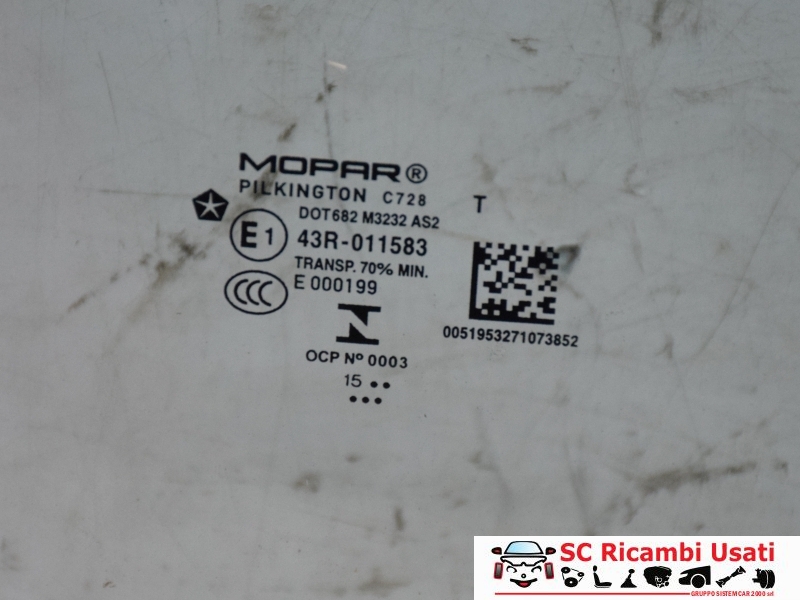 MOPAR®
PILKINGTON C728
T
DOT682 M3232 AS2
E1
43R-011583
TRANSP. 70% MIN.
CCC
E 000199
OCP Nº 0003
15 ••
•••
0051953271073852
SC Ricambi Usati
GRUPPO SISTEMCAR 2000 srl